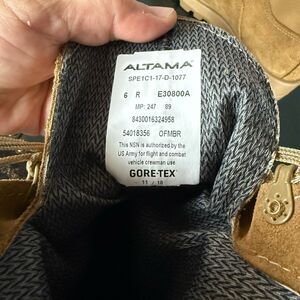 ALTAMA
SPE1C1-17-D-1077
6 R E30800A
MP: 247 89
8430016324958
54018356 OFMBR
This NSN is authorized by the
US Army for flight and combat
vehicle crewman use
GORE-TEX
11 / 18